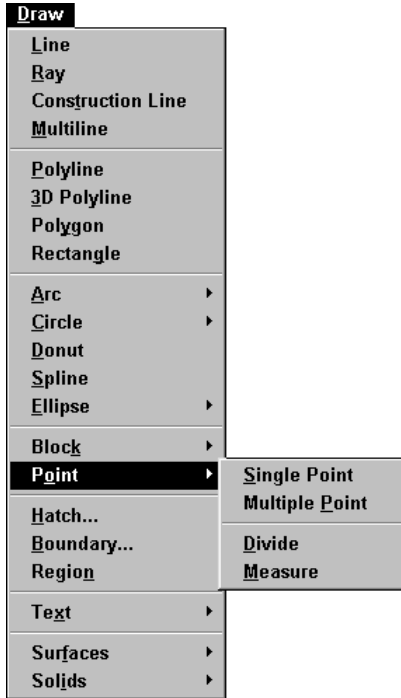 Draw
Line
Ray
Construction Line
Multiline
Polyline
3D Polyline
Polygon
Rectangle
Arc
Circle
Donut
Spline
Ellipse
Block
Point
Single Point
Multiple Point
Divide
Measure
Hatch...
Boundary...
Region
Text
Surfaces
Solids